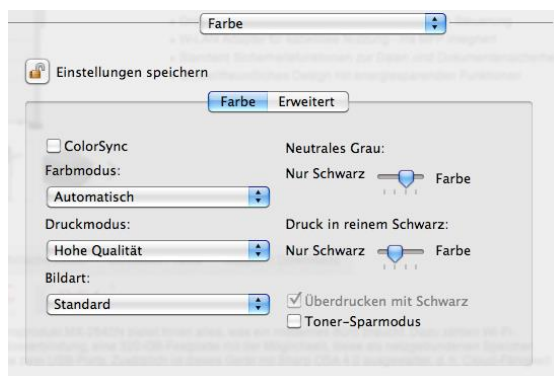 Farbe
Einstellungen speichern
Farbe Erweitert
ColorSync
Farbmodus:
Automatisch
Druckmodus:
Hohe Qualität
Bildart:
Standard
Neutrales Grau:
Nur Schwarz Farbe
Druck in reinem Schwarz:
Nur Schwarz Farbe
Überdrucken mit Schwarz
Toner-Sparmodus